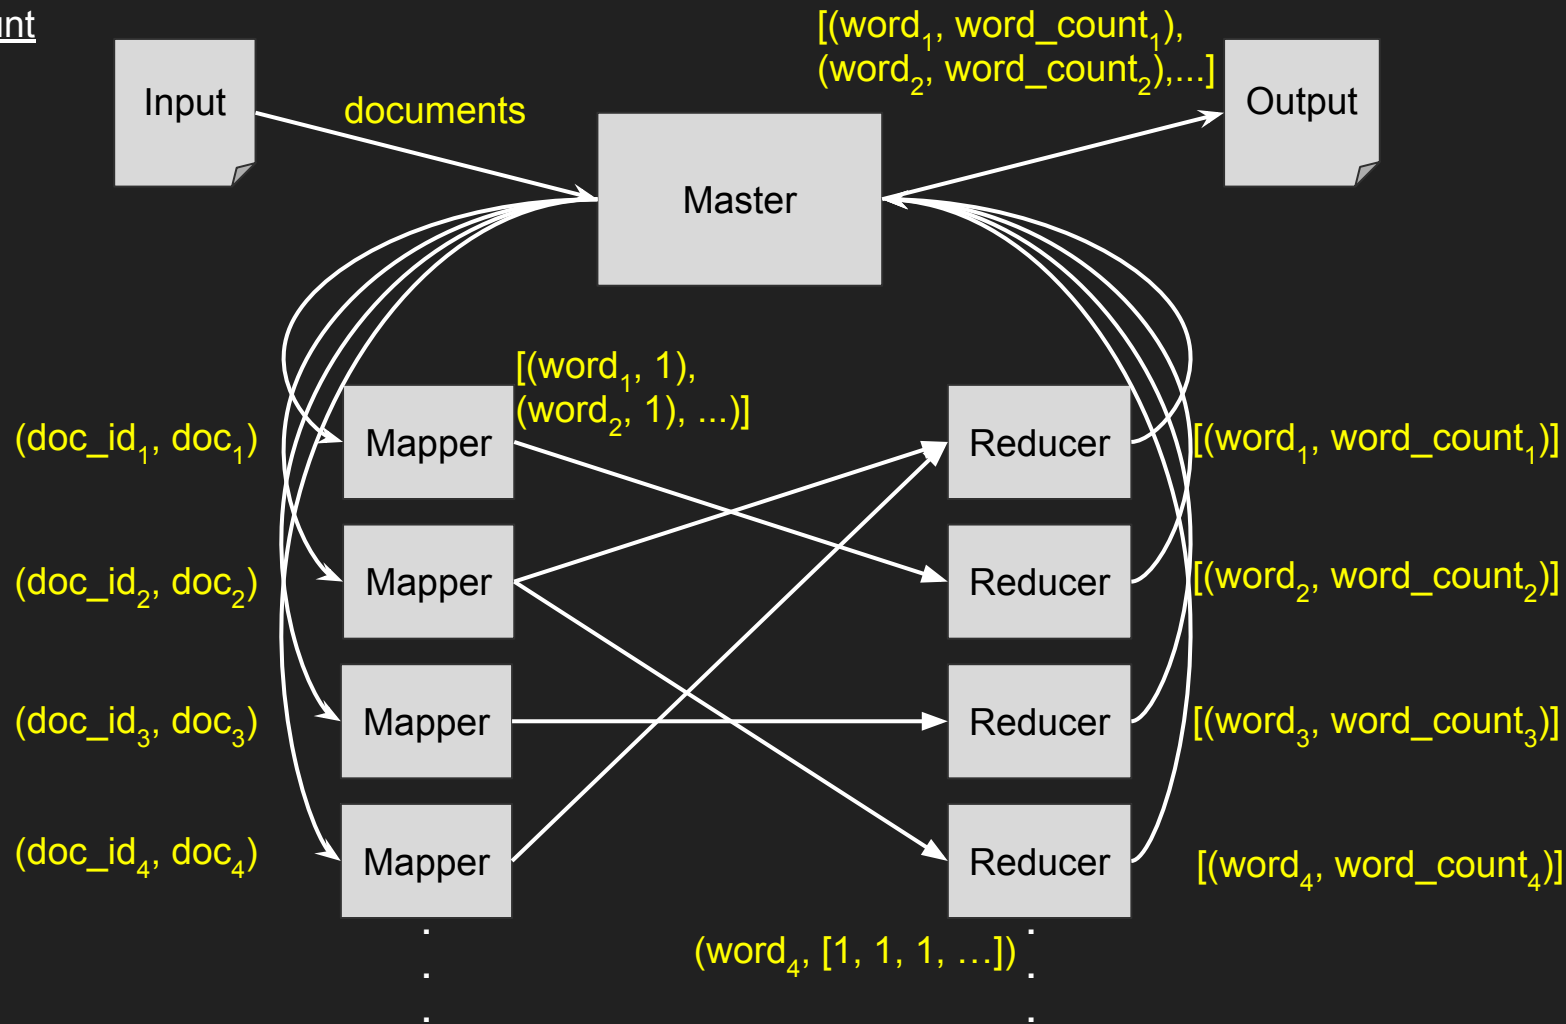 unt
Input
documents
[(word₁, word_count₁),
(word₂, word_count₂),...]
Output
Master
[(word₁, 1),
(word₂, 1), ...)]
(doc_id₁, doc₁)
Mapper
Reducer
[(word₁, word_count₁)]
(doc_id₂, doc₂)
Mapper
Reducer
[(word₂, word_count₂)]
(doc_id₃, doc₃)
Mapper
Reducer
[(word₃, word_count₃)]
(doc_id₄, doc₄)
Mapper
Reducer
[(word₄, word_count₄)]
(word₄, [1, 1, 1, …])
. .
. .
. .